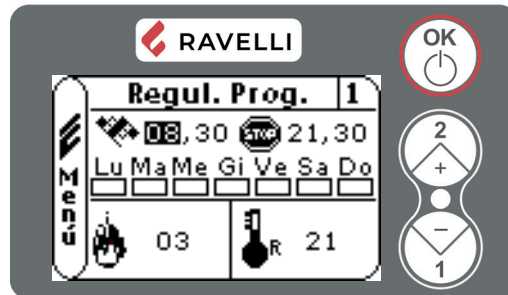 RAVELLI
OK
Regul. Prog. 1
08,30 STOP 21,30
Lu Ma Me Gi Ve Sa Do
Menú
03 R 21
2
+
−
1